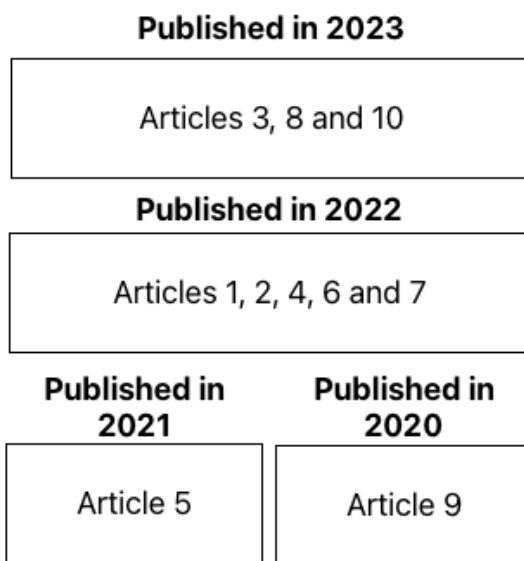 Published in 2023
Articles 3, 8 and 10
Published in 2022
Articles 1, 2, 4, 6 and 7
Published in
2021
Article 5
Published in
2020
Article 9